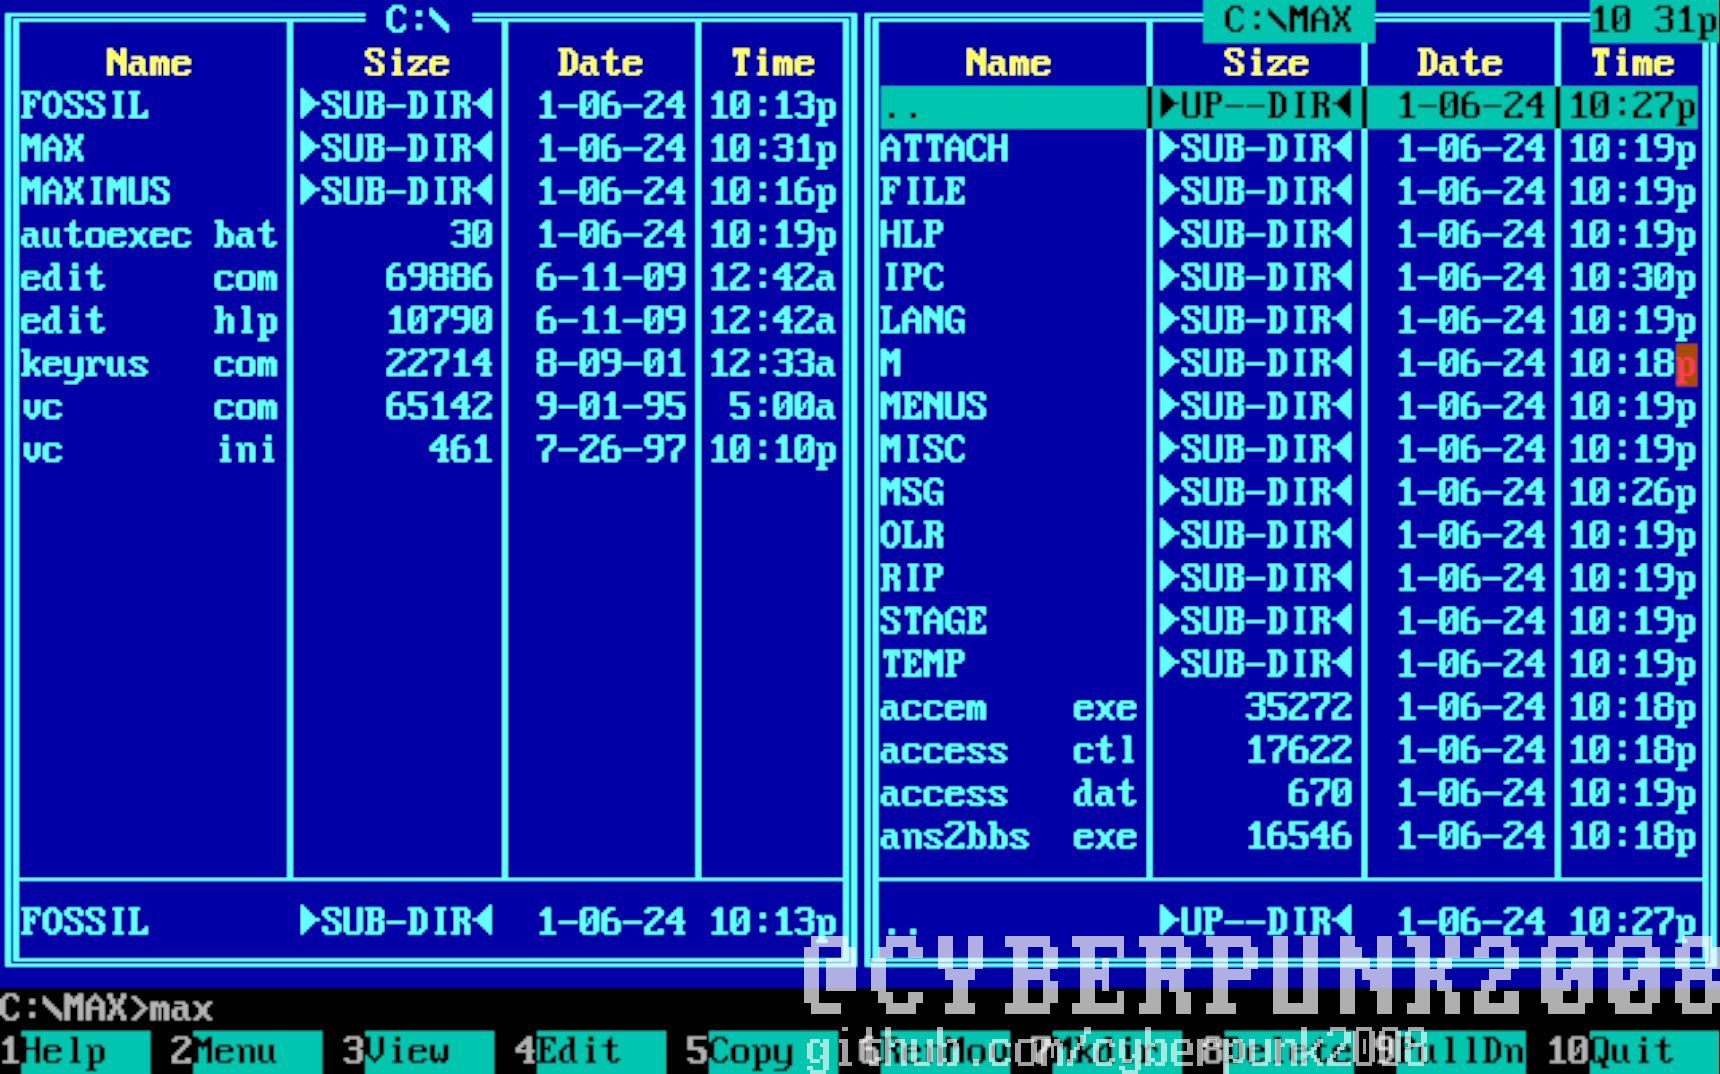 C:\ C:\MAX 10 31p
Name Size Date Time Name Size Date Time
FOSSIL ►SUB-DIR◄ 1-06-24 10:13p .. ►UP--DIR◄ 1-06-24 10:27p
MAX ►SUB-DIR◄ 1-06-24 10:31p ATTACH ►SUB-DIR◄ 1-06-24 10:19p
MAXIMUS ►SUB-DIR◄ 1-06-24 10:16p FILE ►SUB-DIR◄ 1-06-24 10:19p
autoexec bat 30 1-06-24 10:19p HLP ►SUB-DIR◄ 1-06-24 10:19p
edit com 69886 6-11-09 12:42a IPC ►SUB-DIR◄ 1-06-24 10:30p
edit hlp 10790 6-11-09 12:42a LANG ►SUB-DIR◄ 1-06-24 10:19p
keyrus com 22714 8-09-01 12:33a M ►SUB-DIR◄ 1-06-24 10:18p
vc com 65142 9-01-95 5:00a MENUS ►SUB-DIR◄ 1-06-24 10:19p
vc ini 461 7-26-97 10:10p MISC ►SUB-DIR◄ 1-06-24 10:19p
MSG ►SUB-DIR◄ 1-06-24 10:26p
OLR ►SUB-DIR◄ 1-06-24 10:19p
RIP ►SUB-DIR◄ 1-06-24 10:19p
STAGE ►SUB-DIR◄ 1-06-24 10:19p
TEMP ►SUB-DIR◄ 1-06-24 10:19p
accem exe 35272 1-06-24 10:18p
access ctl 17622 1-06-24 10:18p
access dat 670 1-06-24 10:19p
ans2bbs exe 16546 1-06-24 10:18p
FOSSIL ►SUB-DIR◄ 1-06-24 10:13p .. ►UP--DIR◄ 1-06-24 10:27p
@CYBERPUNK2008
C:\MAX>max
1Help 2Menu 3View 4Edit 5Copy 10Quit
github.com/cyberpunk2008